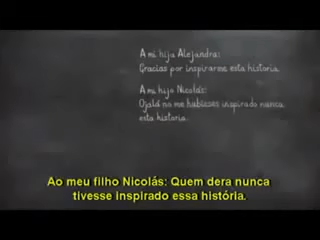 A mi hija Alejandra:
Gracias por inspirarme esta historia.
A mi hijo Nicolás:
Ojalá no me hubieses inspirado nunca
esta historia.
Ao meu filho Nicolás: Quem dera nunca
tivesse inspirado essa história.